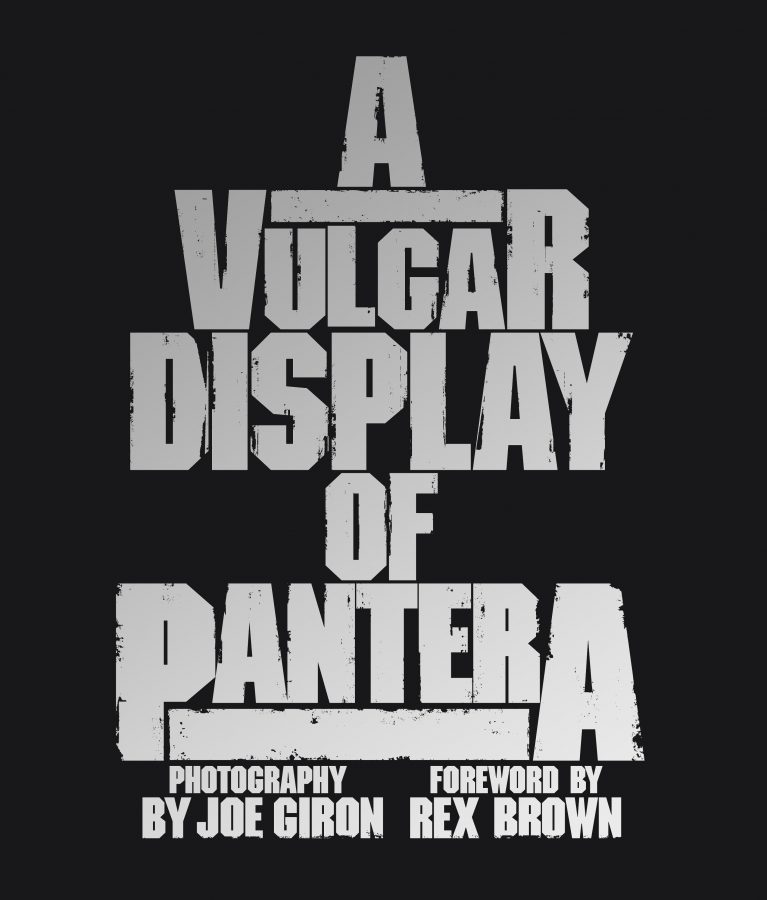 A
VULGAR
DISPLAY
OF
PANTERA
PHOTOGRAPHY
BY JOE GIRON
FOREWORD BY
REX BROWN